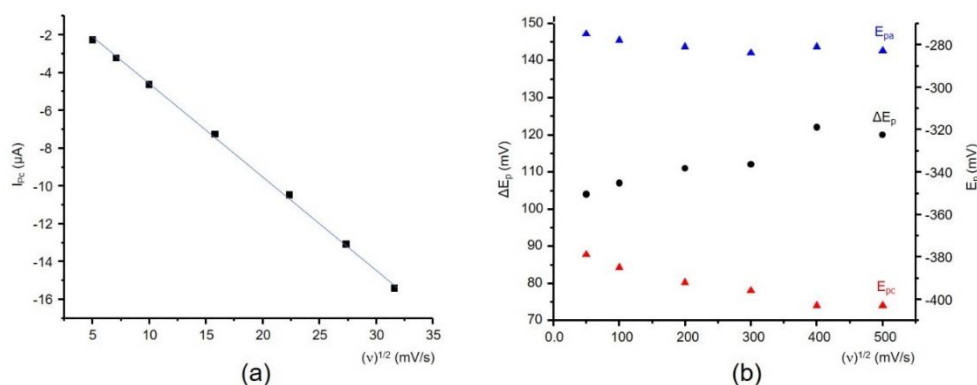 -2
-4
-6
-8
-10
-12
-14
-16
I_Pc (µA)
5 10 15 20 25 30 35
(ν)^1/2 (mV/s)
(a)
150
140
130
120
110
100
90
80
70
ΔE_p (mV)
E_pa
ΔE_p
E_pc
-280
-300
-320
-340
-360
-380
-400
E_p (mV)
0.0 100 200 300 400 500
(ν)^1/2 (mV/s)
(b)